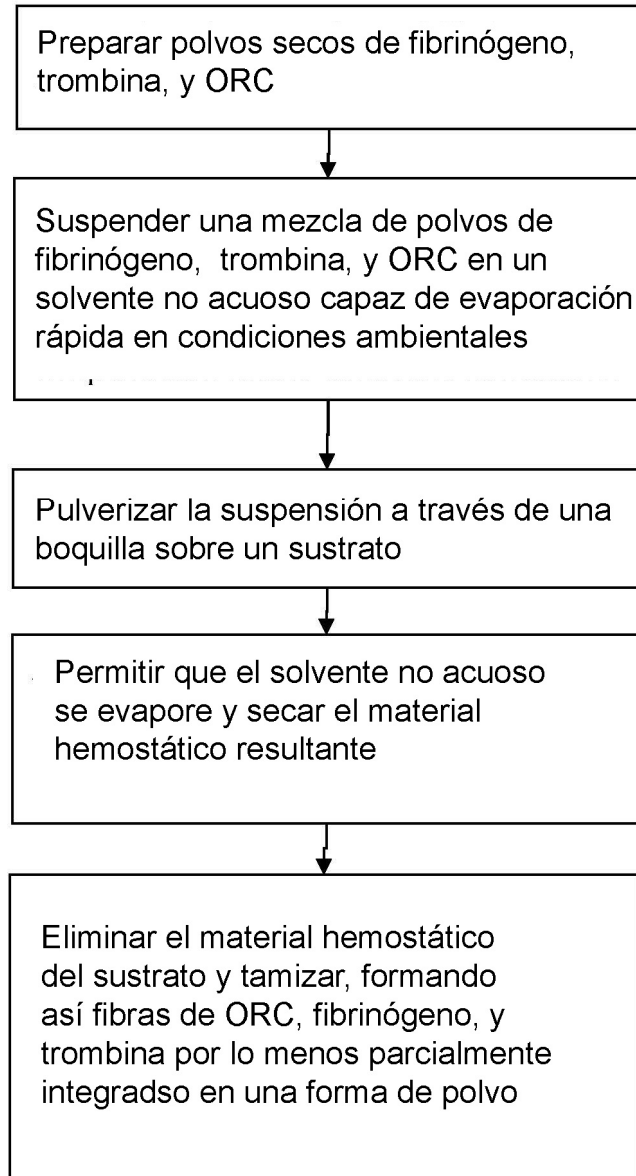 Preparar polvos secos de fibrinógeno,
trombina, y ORC
Suspender una mezcla de polvos de
fibrinógeno, trombina, y ORC en un
solvente no acuoso capaz de evaporación
rápida en condiciones ambientales
Pulverizar la suspensión a través de una
boquilla sobre un sustrato
Permitir que el solvente no acuoso
se evapore y secar el material
hemostático resultante
Eliminar el material hemostático
del sustrato y tamizar, formando
así fibras de ORC, fibrinógeno, y
trombina por lo menos parcialmente
integradso en una forma de polvo